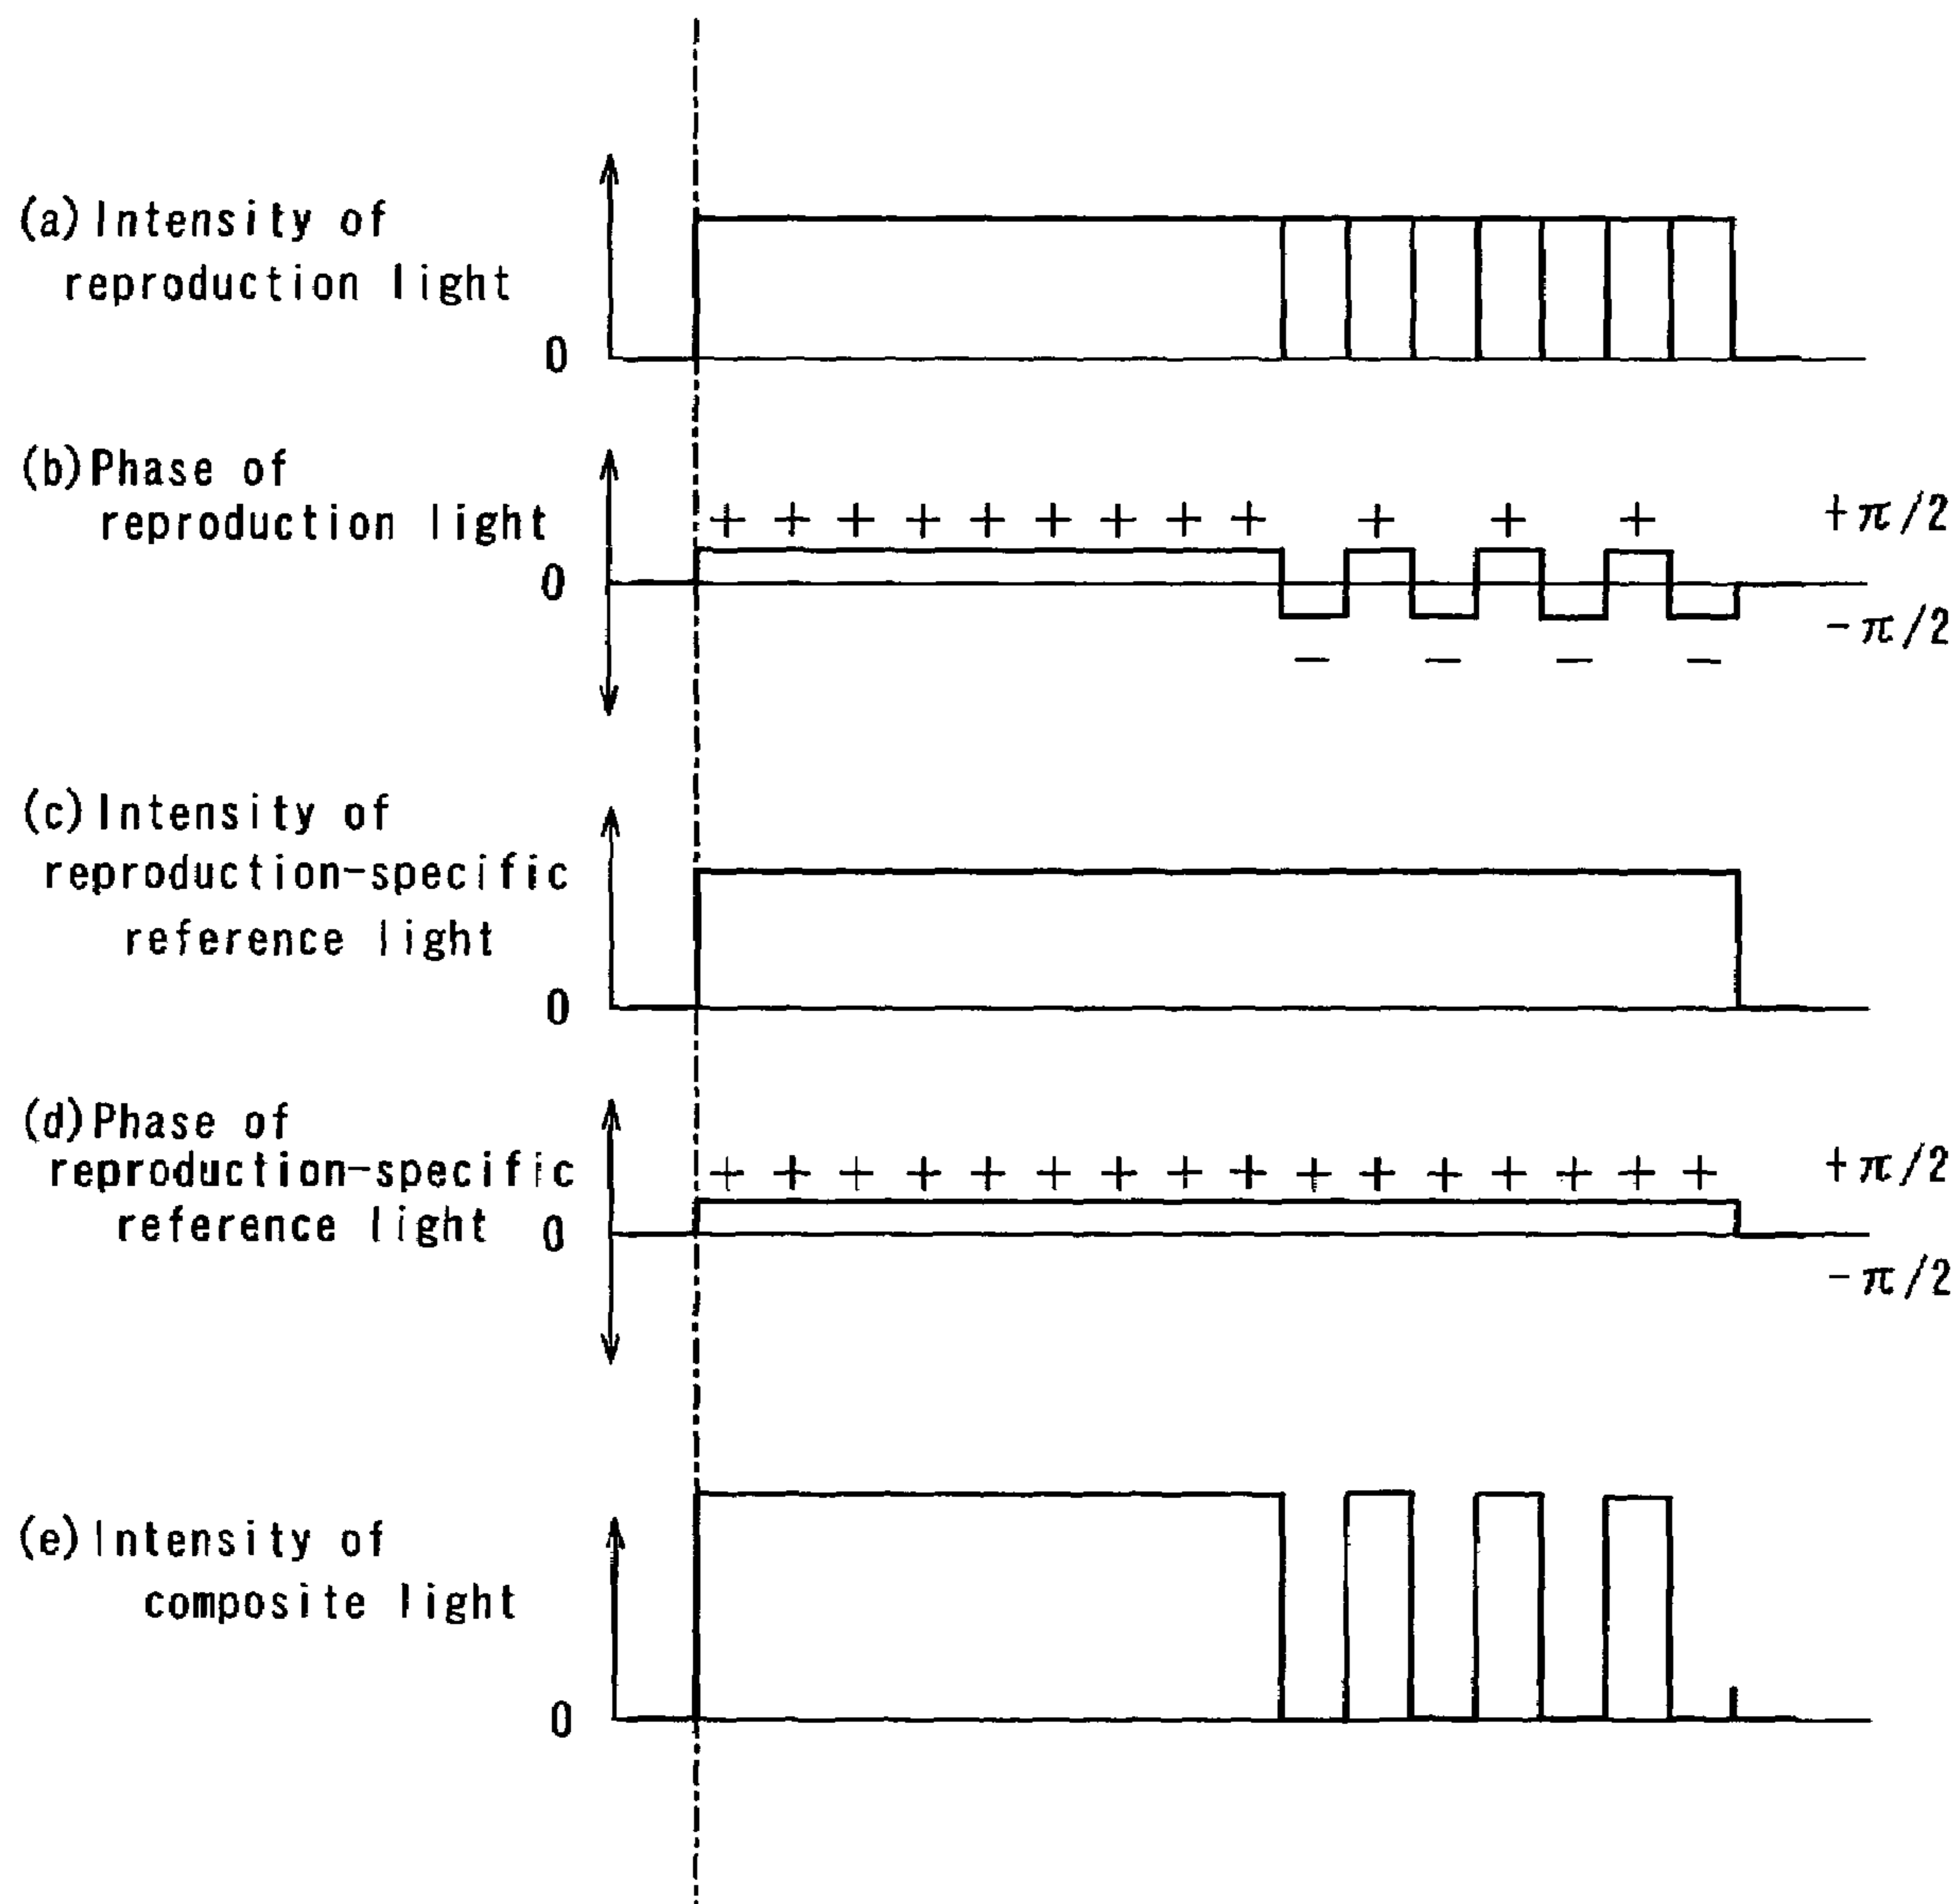 (a) Intensity of
reproduction light
0
(b) Phase of
reproduction light
+ + + + + + + + + + + + +π/2
0
-π/2
− − − −
(c) Intensity of
reproduction-specific
reference light
0
(d) Phase of
reproduction-specific
+ + + + + + + + + + + + + + + + +π/2
reference light 0
-π/2
(e) Intensity of
composite light
0